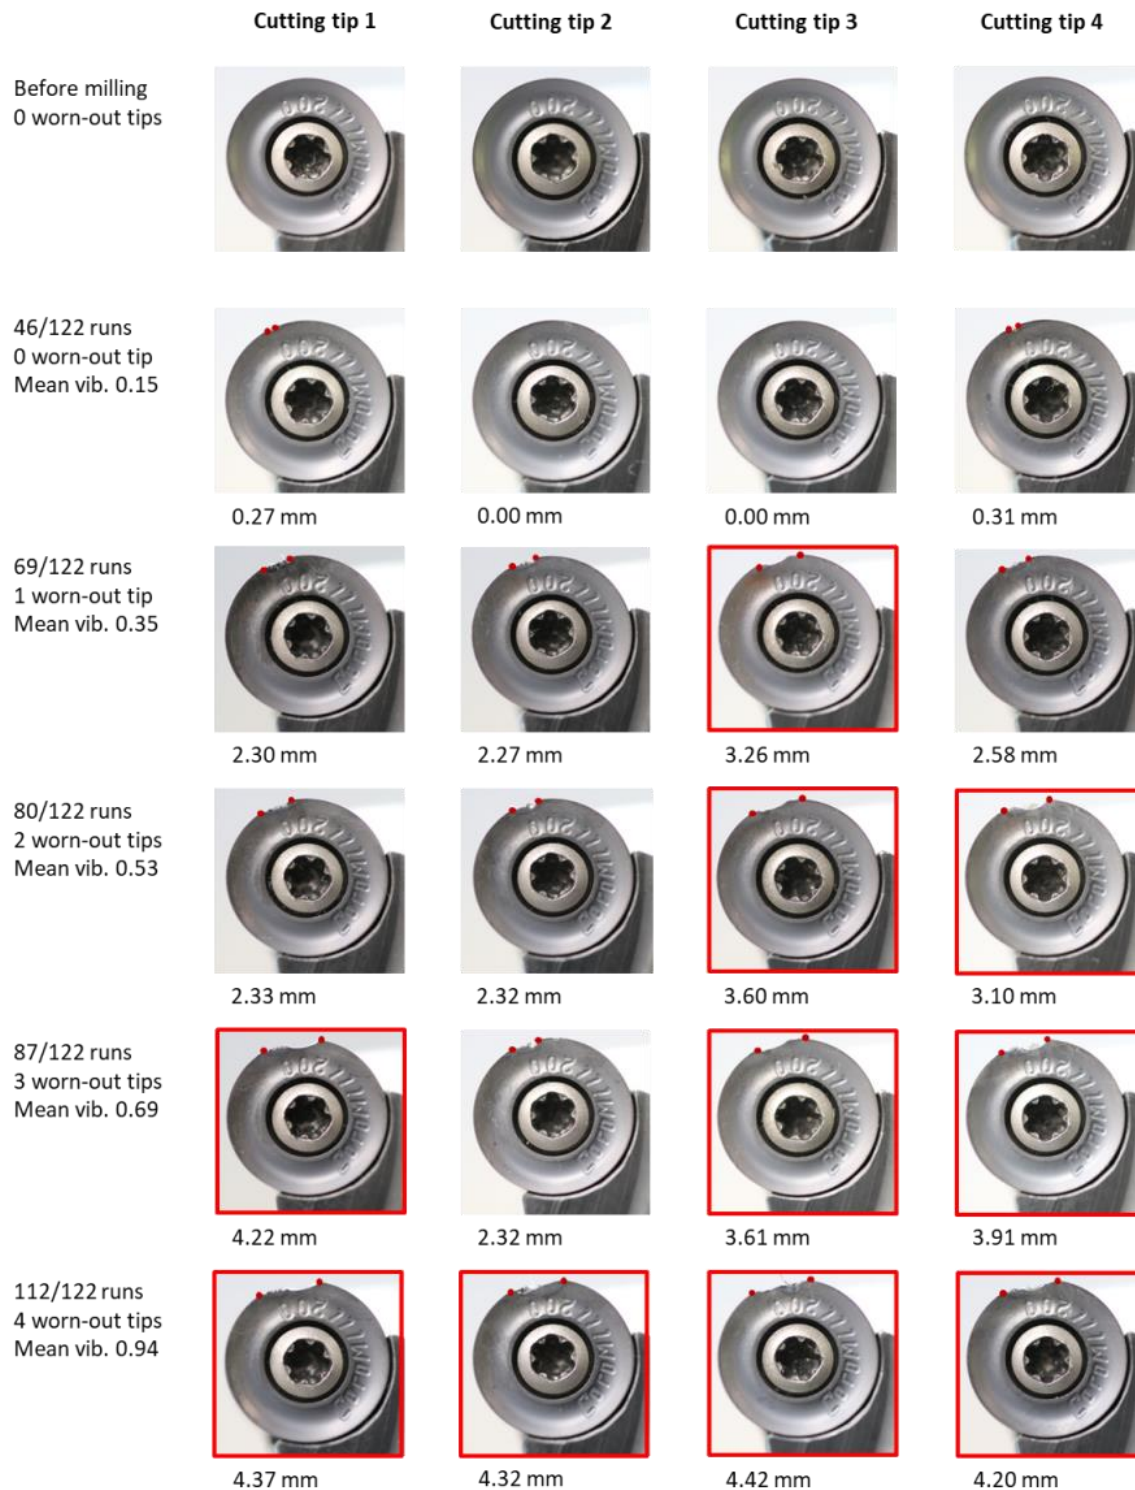 Cutting tip 1 Cutting tip 2 Cutting tip 3 Cutting tip 4
Before milling
0 worn-out tips
46/122 runs
0 worn-out tip
Mean vib. 0.15
0.27 mm 0.00 mm 0.00 mm 0.31 mm
69/122 runs
1 worn-out tip
Mean vib. 0.35
2.30 mm 2.27 mm 3.26 mm 2.58 mm
80/122 runs
2 worn-out tips
Mean vib. 0.53
2.33 mm 2.32 mm 3.60 mm 3.10 mm
87/122 runs
3 worn-out tips
Mean vib. 0.69
4.22 mm 2.32 mm 3.61 mm 3.91 mm
112/122 runs
4 worn-out tips
Mean vib. 0.94
4.37 mm 4.32 mm 4.42 mm 4.20 mm